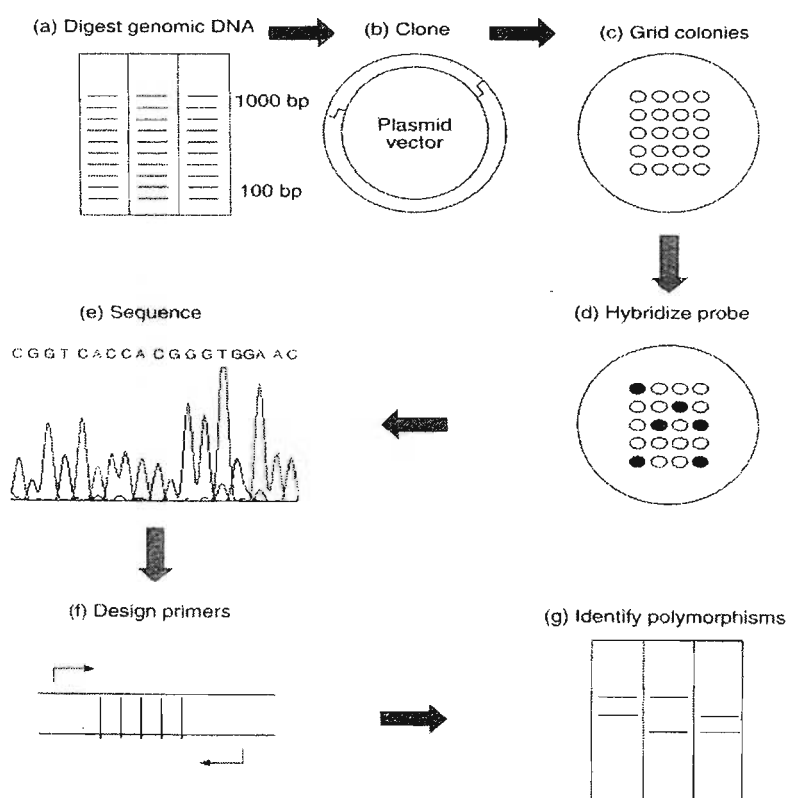 (a) Digest genomic DNA
(b) Clone
(c) Grid colonies
1000 bp
100 bp
Plasmid
vector
(d) Hybridize probe
(e) Sequence
C G G T C A C C A C G G G T G G A A C
(f) Design primers
(g) Identify polymorphisms